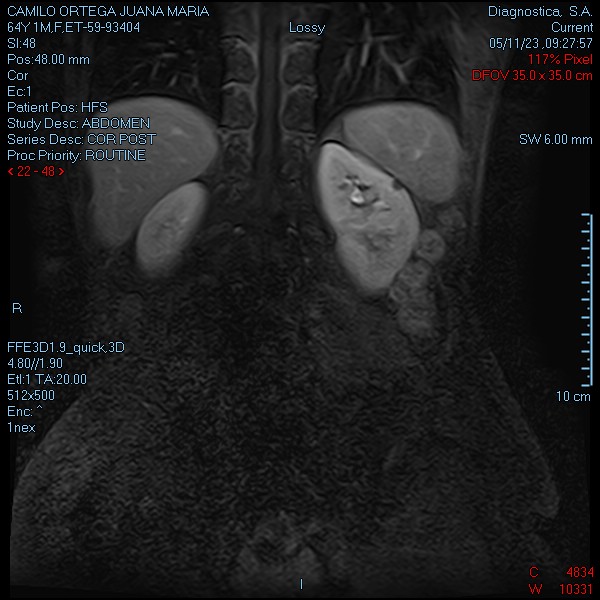 CAMILO ORTEGA JUANA MARIA
64Y 1M,F,ET-59-93404
Sl:48
Pos:48.00 mm
Cor
Ec:1
Patient Pos: HFS
Study Desc: ABDOMEN
Series Desc: COR POST
Proc Priority: ROUTINE
< 22 - 48 >
Lossy
Diagnostica, S.A.
Current
05/11/23 ,09:27:57
117% Pixel
DFOV 35.0 x 35.0 cm
SW 6.00 mm
R
10 cm
FFE3D1.9_quick,3D
4.80//1.90
Etl:1 TA:20.00
512x500
Enc: ^
1nex
I
C 4834
W 10331